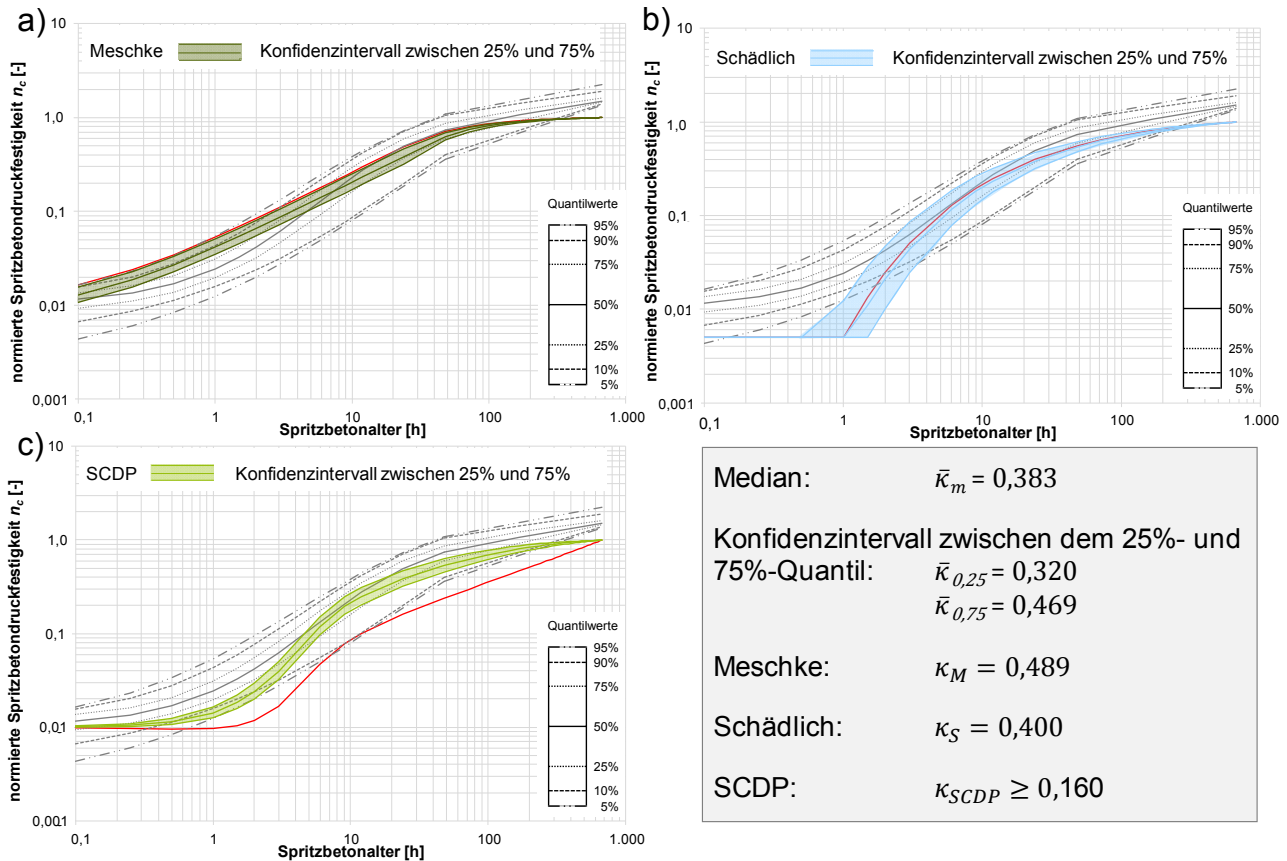 a)
normierte Spritzbetondruckfestigkeit n_c [-]
10
1,0
0,1
0,01
0,001
Meschke
Konfidenzintervall zwischen 25% und 75%
Quantilwerte
95%
90%
75%
50%
25%
10%
5%
0,1
1
10
100
1.000
Spritzbetonalter [h]
b)
normierte Spritzbetondruckfestigkeit n_c [-]
10
1,0
0,1
0,01
0,001
Schädlich
Konfidenzintervall zwischen 25% und 75%
Quantilwerte
95%
90%
75%
50%
25%
10%
5%
0,1
1
10
100
1.000
Spritzbetonalter [h]
c)
normierte Spritzbetondruckfestigkeit n_c [-]
10
1,0
0,1
0,01
0,001
SCDP
Konfidenzintervall zwischen 25% und 75%
Quantilwerte
95%
90%
75%
50%
25%
10%
5%
0,1
1
10
100
1.000
Spritzbetonalter [h]
Median: κ̄_m = 0,383
Konfidenzintervall zwischen dem 25%- und
75%-Quantil: κ̄_0,25 = 0,320
κ̄_0,75 = 0,469
Meschke: κ_M = 0,489
Schädlich: κ_S = 0,400
SCDP: κ_SCDP ≥ 0,160